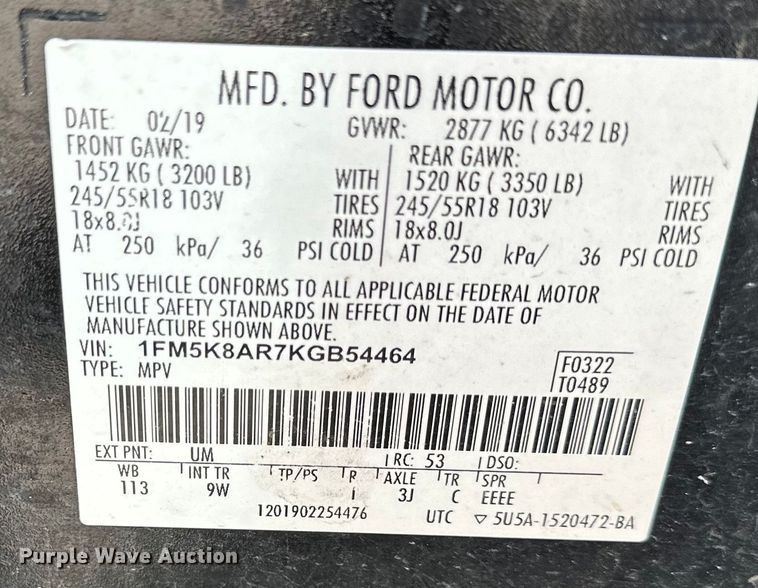 MFD. BY FORD MOTOR CO.
DATE: 02/19 GVWR: 2877 KG ( 6342 LB)
FRONT GAWR: REAR GAWR:
1452 KG ( 3200 LB) WITH 1520 KG ( 3350 LB) WITH
245/55R18 103V TIRES 245/55R18 103V TIRES
18x8.0J RIMS 18x8.0J RIMS
AT 250 kPa/ 36 PSI COLD AT 250 kPa/ 36 PSI COLD
THIS VEHICLE CONFORMS TO ALL APPLICABLE FEDERAL MOTOR
VEHICLE SAFETY STANDARDS IN EFFECT ON THE DATE OF
MANUFACTURE SHOWN ABOVE.
VIN: 1FM5K8AR7KGB54464 F0322
TYPE: MPV T0489
EXT PNT: UM RC: 53 DSO:
WB INT TR TP/PS R AXLE TR SPR
113 9W i 3J C EEEE
1201902254476 UTC ▽ 5U5A-1520472-BA
Purple Wave Auction